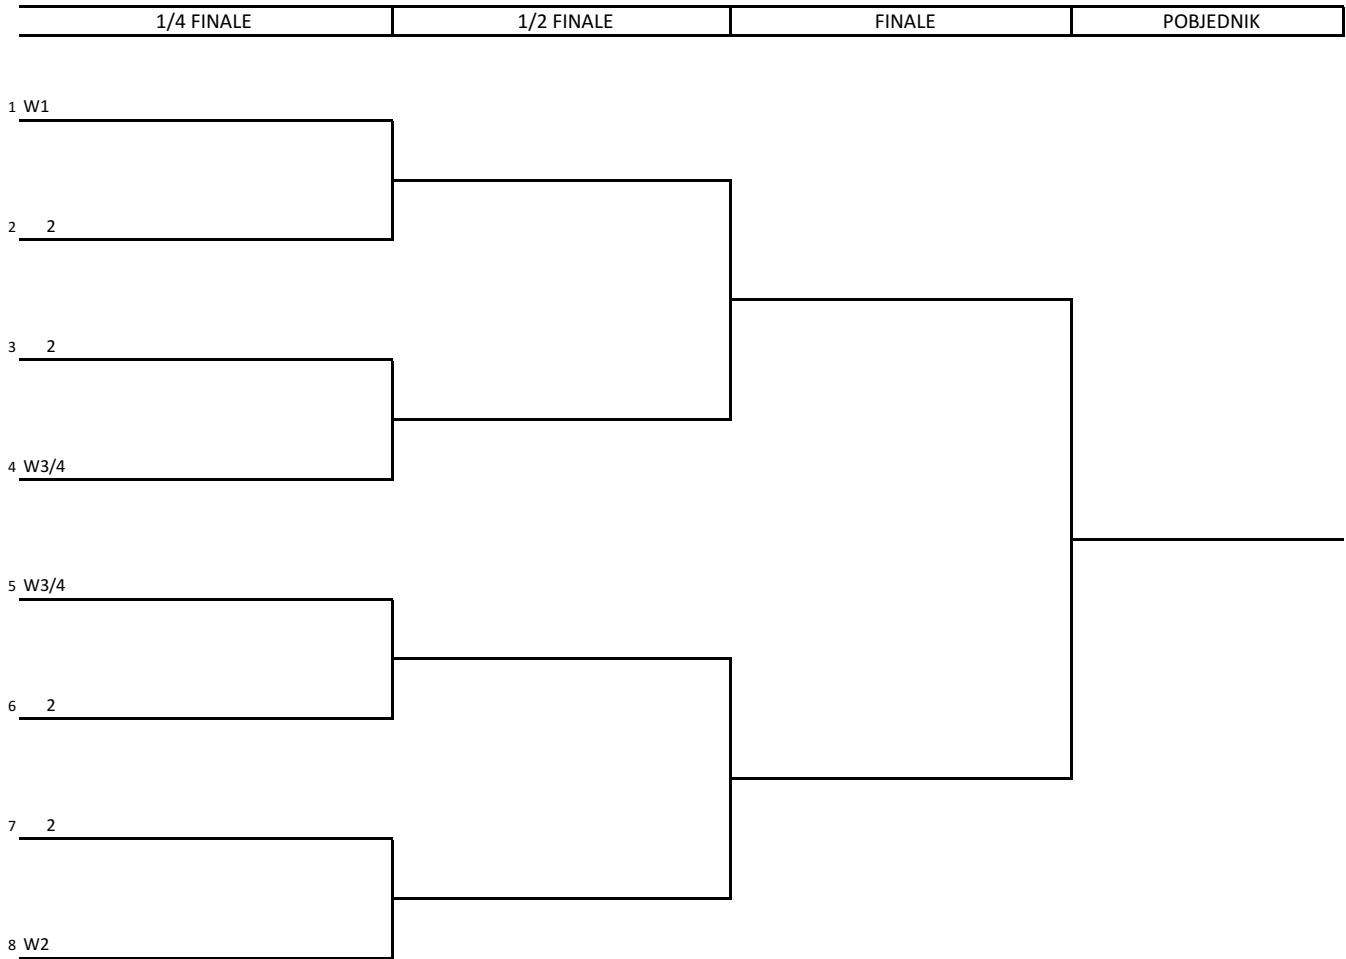 1/4 FINALE 1/2 FINALE FINALE POBJEDNIK
1 W1
2 2
3 2
4 W3/4
5 W3/4
6 2
7 2
8 W2